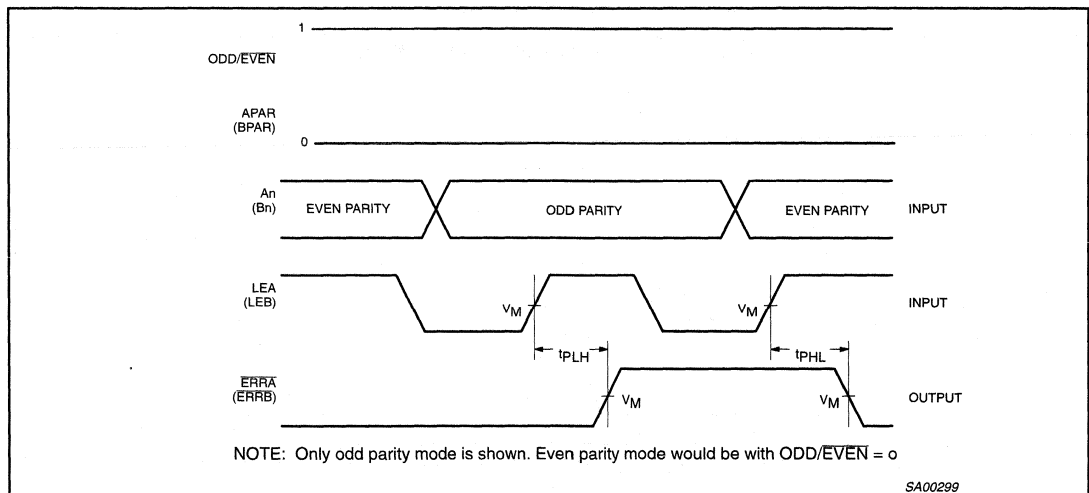 1
ODD/EVEN
APAR
(BPAR)
0
An
(Bn)
EVEN PARITY
ODD PARITY
EVEN PARITY
INPUT
LEA
(LEB)
VM
VM
INPUT
tPLH
tPHL
ERRA
(ERRB)
VM
VM
OUTPUT
NOTE: Only odd parity mode is shown. Even parity mode would be with ODD/EVEN = o
SA00299